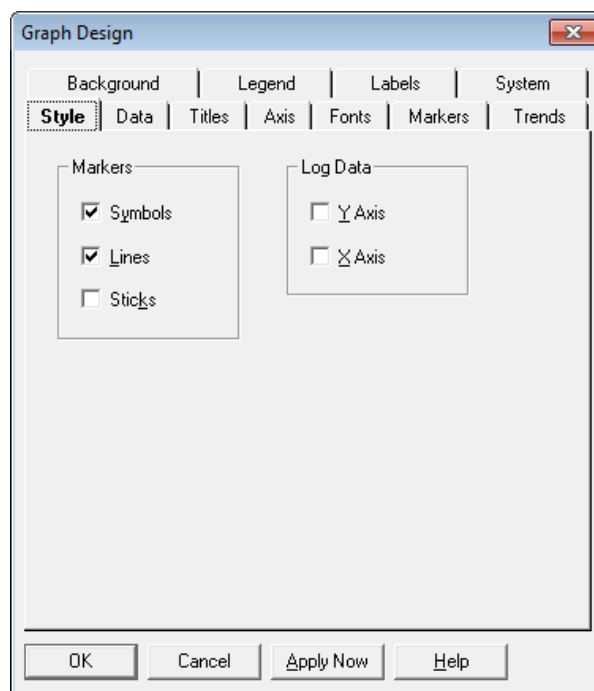 Graph Design
Background Legend Labels System
Style Data Titles Axis Fonts Markers Trends
Markers Log Data
Symbols Y Axis
Lines X Axis
Sticks
OK Cancel Apply Now Help